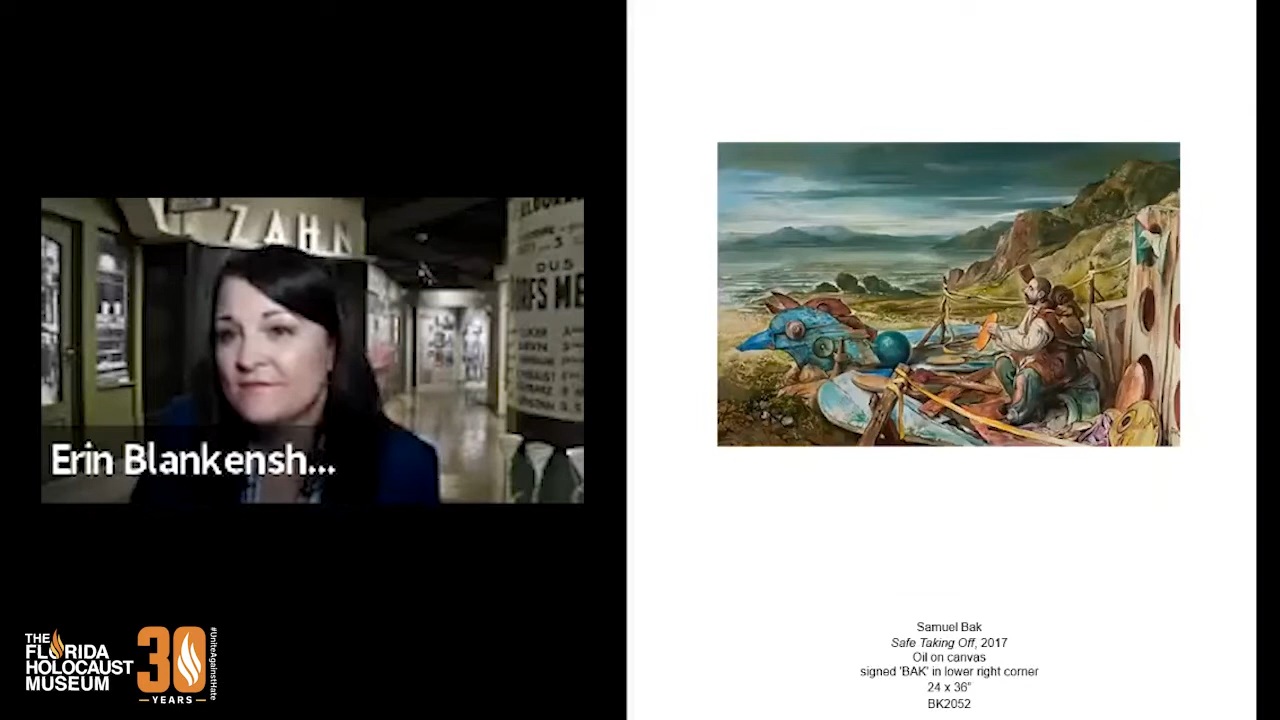 ZAHN
DUS
Erin Blankensh...
THE
FLORIDA
HOLOCAUST
MUSEUM
30
YEARS
#UniteAgainstHate
Samuel Bak
Safe Taking Off, 2017
Oil on canvas
signed 'BAK' in lower right corner
24 x 36"
BK2052